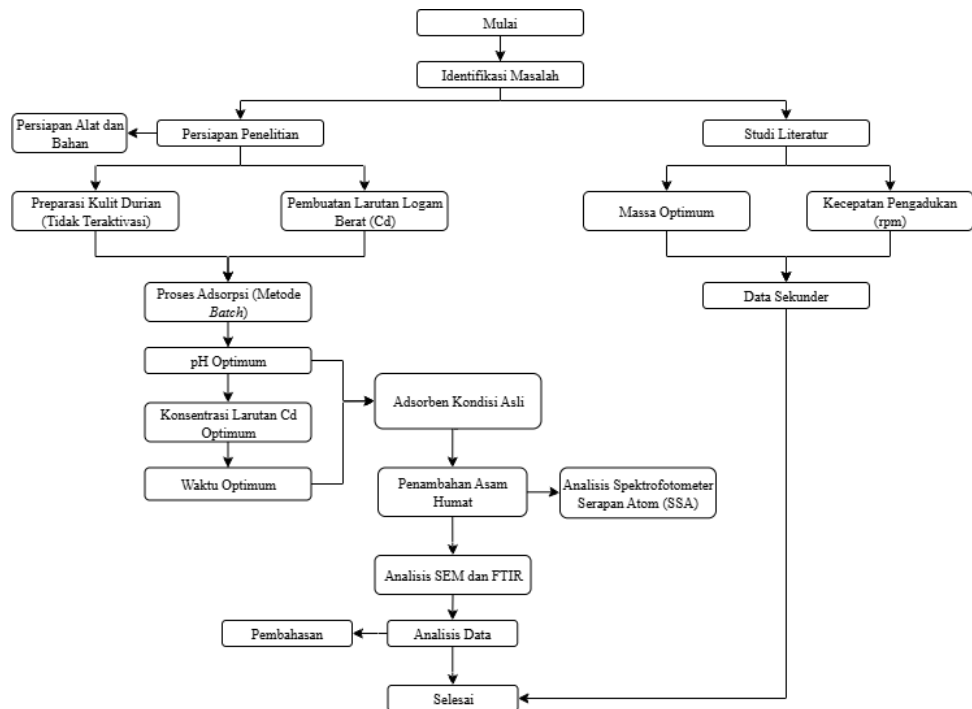 Mulai
Identifikasi Masalah
Persiapan Alat dan
Bahan
Persiapan Penelitian
Studi Literatur
Preparasi Kulit Durian
(Tidak Teraktivasi)
Pembuatan Larutan Logam
Berat (Cd)
Massa Optimum
Kecepatan Pengadukan
(rpm)
Proses Adsorpsi (Metode
Batch)
Data Sekunder
pH Optimum
Konsentrasi Larutan Cd
Optimum
Waktu Optimum
Adsorben Kondisi Asli
Penambahan Asam
Humat
Analisis Spektrofotometer
Serapan Atom (SSA)
Analisis SEM dan FTIR
Pembahasan
Analisis Data
Selesai